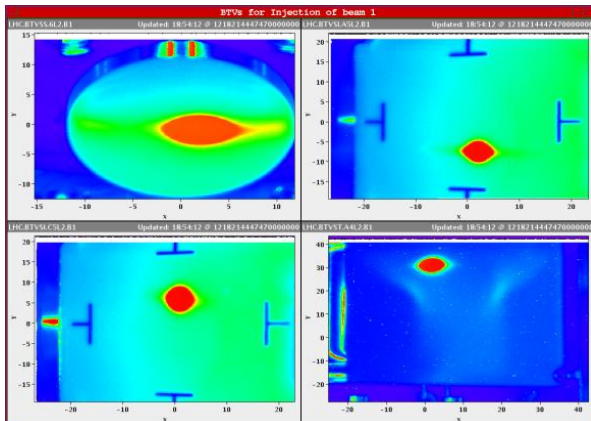 BTVs for Injection of beam 1
LHC.BTVSS.6L2.B1 Updated: 18:54:12 @ 1218214447470000000
15
10
5
0
-5
-10
y
-15 -10 -5 0 5 10
x
LHC.BTVSI.A5L2.B1 Updated: 18:54:12 @ 1218214447470000000
20
15
10
5
0
-5
-10
-15
y
-20 -10 0 10 20
x
LHC.BTVSI.C5L2.B1 Updated: 18:54:12 @ 1218214447470000000
20
15
10
5
0
-5
-10
-15
y
-20 -10 0 10 20
x
LHC.BTVST.A4L2.B1 Updated: 18:54:12 @ 1218214447470000000
40
30
20
10
0
-10
-20
y
-20 -10 0 10 20 30 40
x